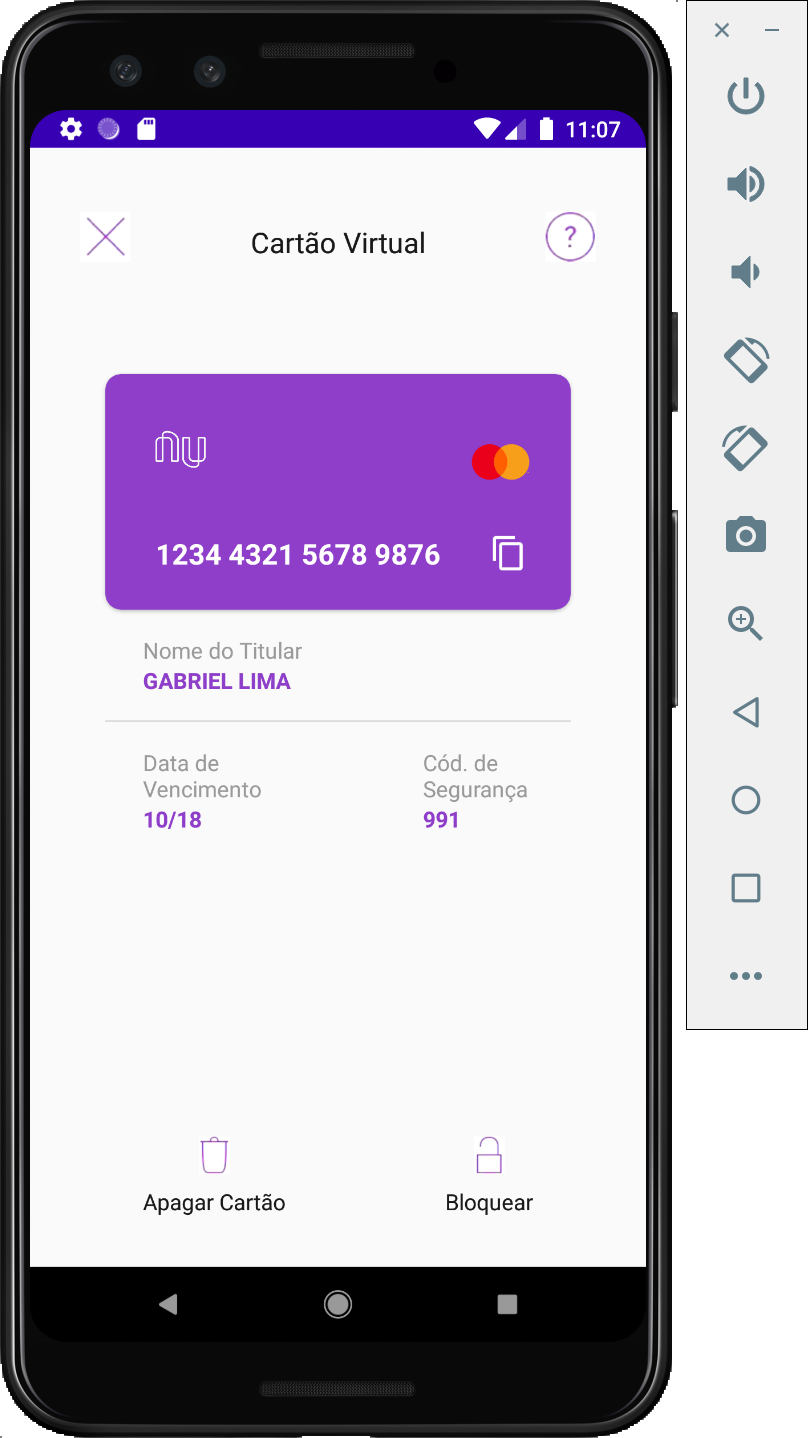 11:07
Cartão Virtual
?
nu
1234 4321 5678 9876
Nome do Titular
GABRIEL LIMA
Data de
Vencimento
10/18
Cód. de
Segurança
991
Apagar Cartão
Bloquear